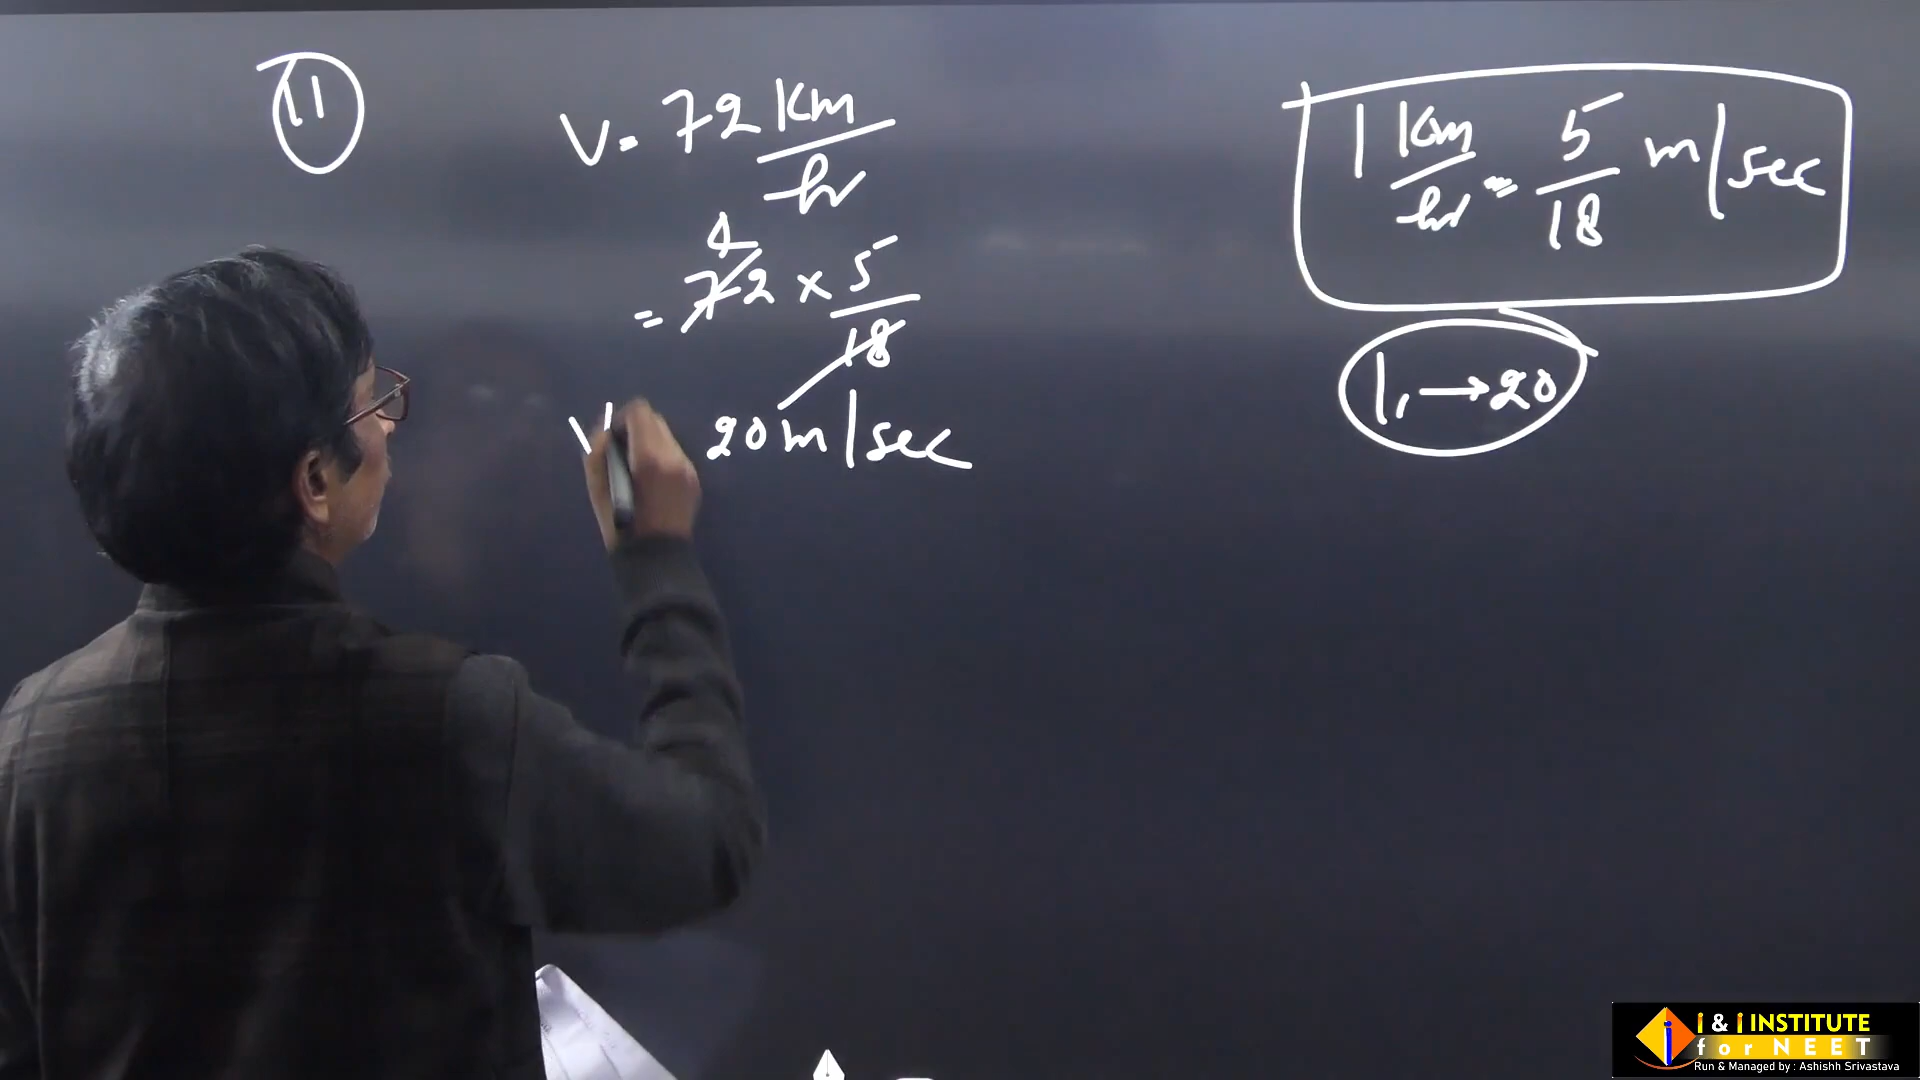 11
V = 72 km/hr
4
= 72 × 5/18
V 20 m/sec
1 km/hr = 5/18 m/sec
1, → 20
i & i INSTITUTE
for NEET
Run & Managed by : Ashishh Srivastava